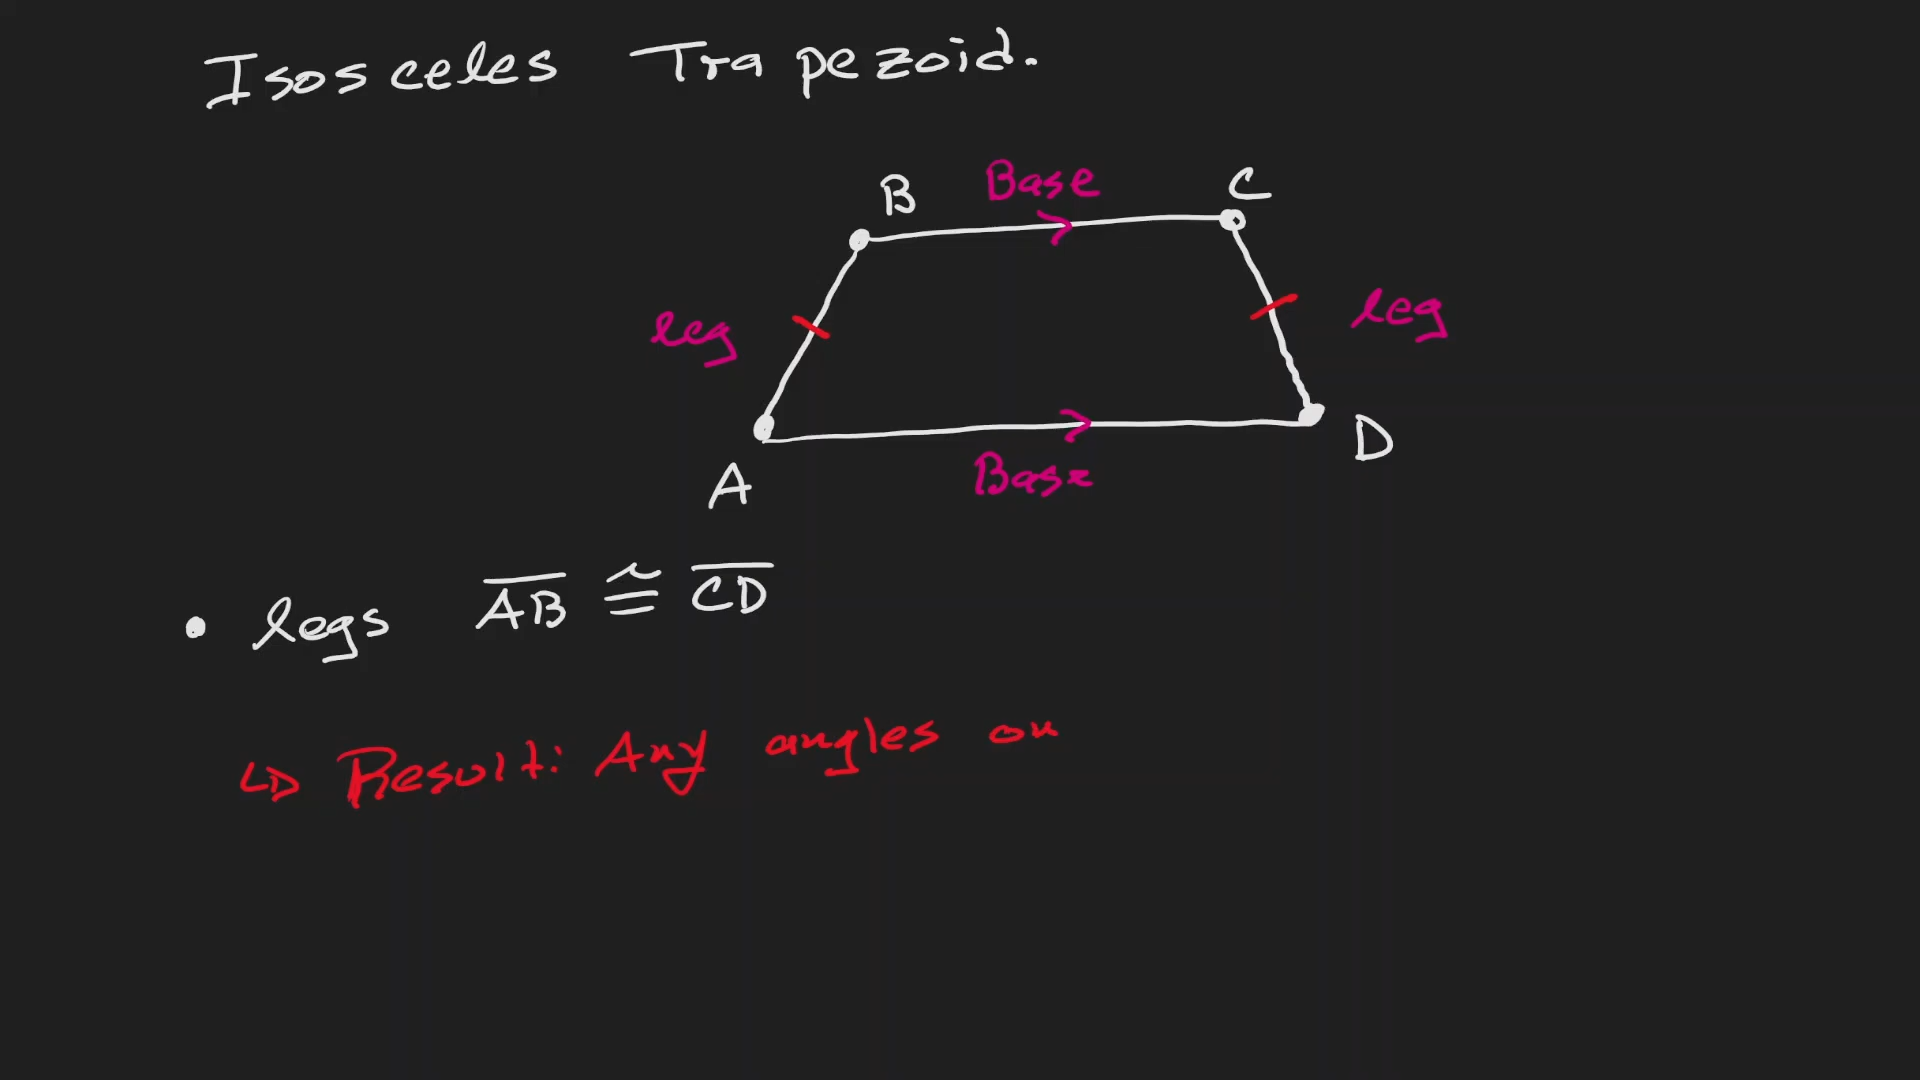 Isosceles Trapezoid.
B Base C
leg leg
A Base D
• legs AB ≅ CD
↳ Result: Any angles on